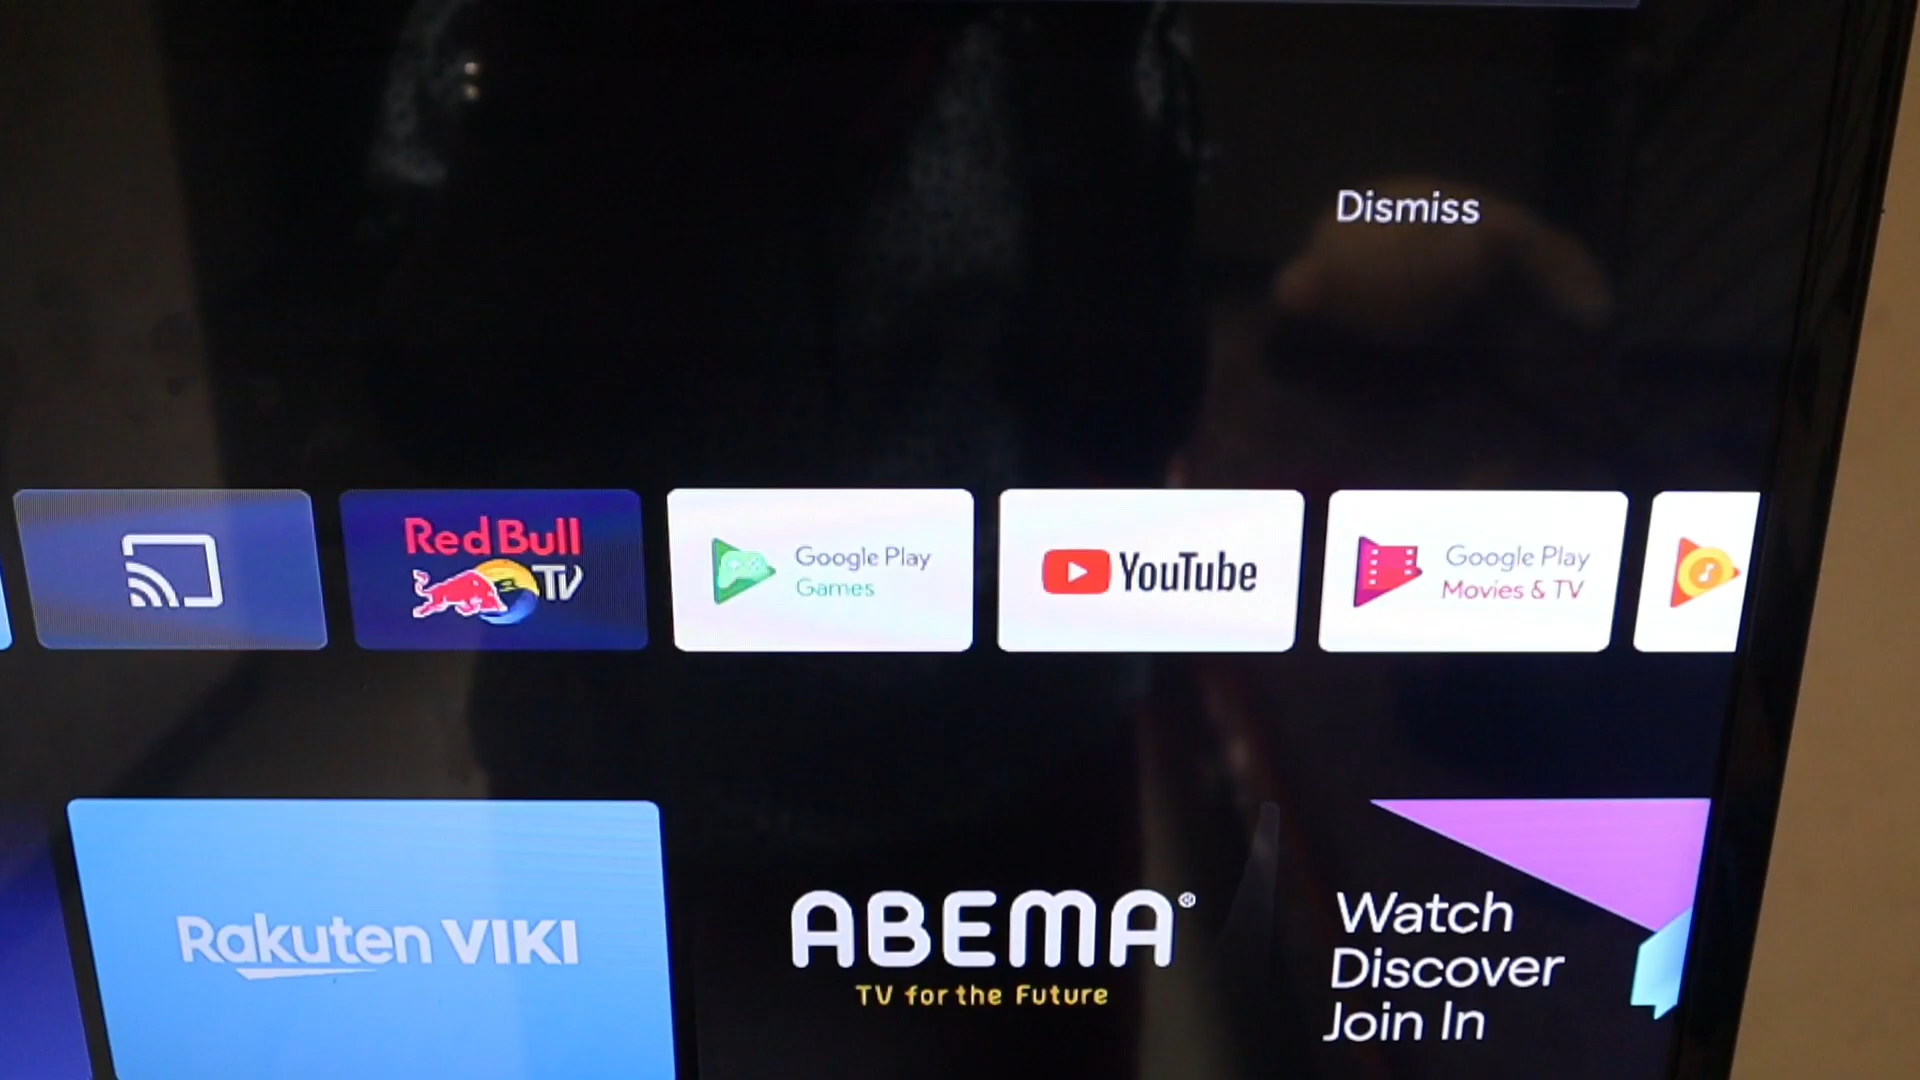 Dismiss
Red Bull
TV
Google Play
Games
YouTube
Google Play
Movies & TV
Rakuten VIKI
ABEMA®
TV for the Future
Watch
Discover
Join In